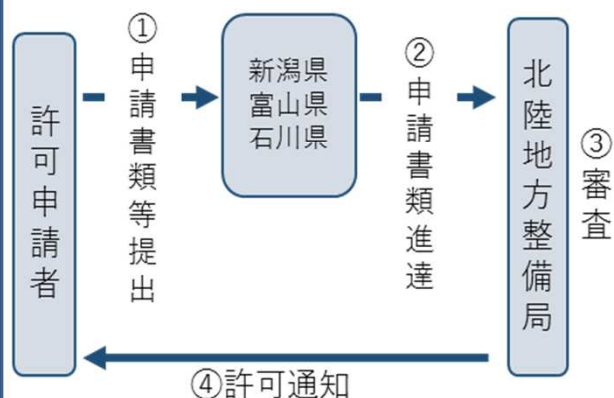 許可申請者
①申請書類等提出
新潟県
富山県
石川県
②申請書類進達
北陸地方整備局
③審査
④許可通知